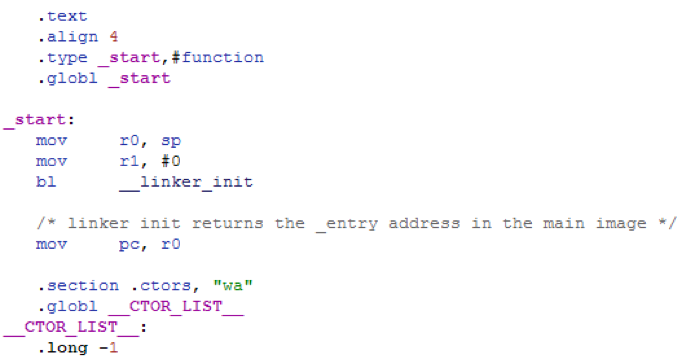 .text
.align 4
.type _start,#function
.globl _start
_start:
mov r0, sp
mov r1, #0
bl __linker_init
/* linker init returns the _entry address in the main image */
mov pc, r0
.section .ctors, "wa"
.globl __CTOR_LIST__
__CTOR_LIST__:
.long -1